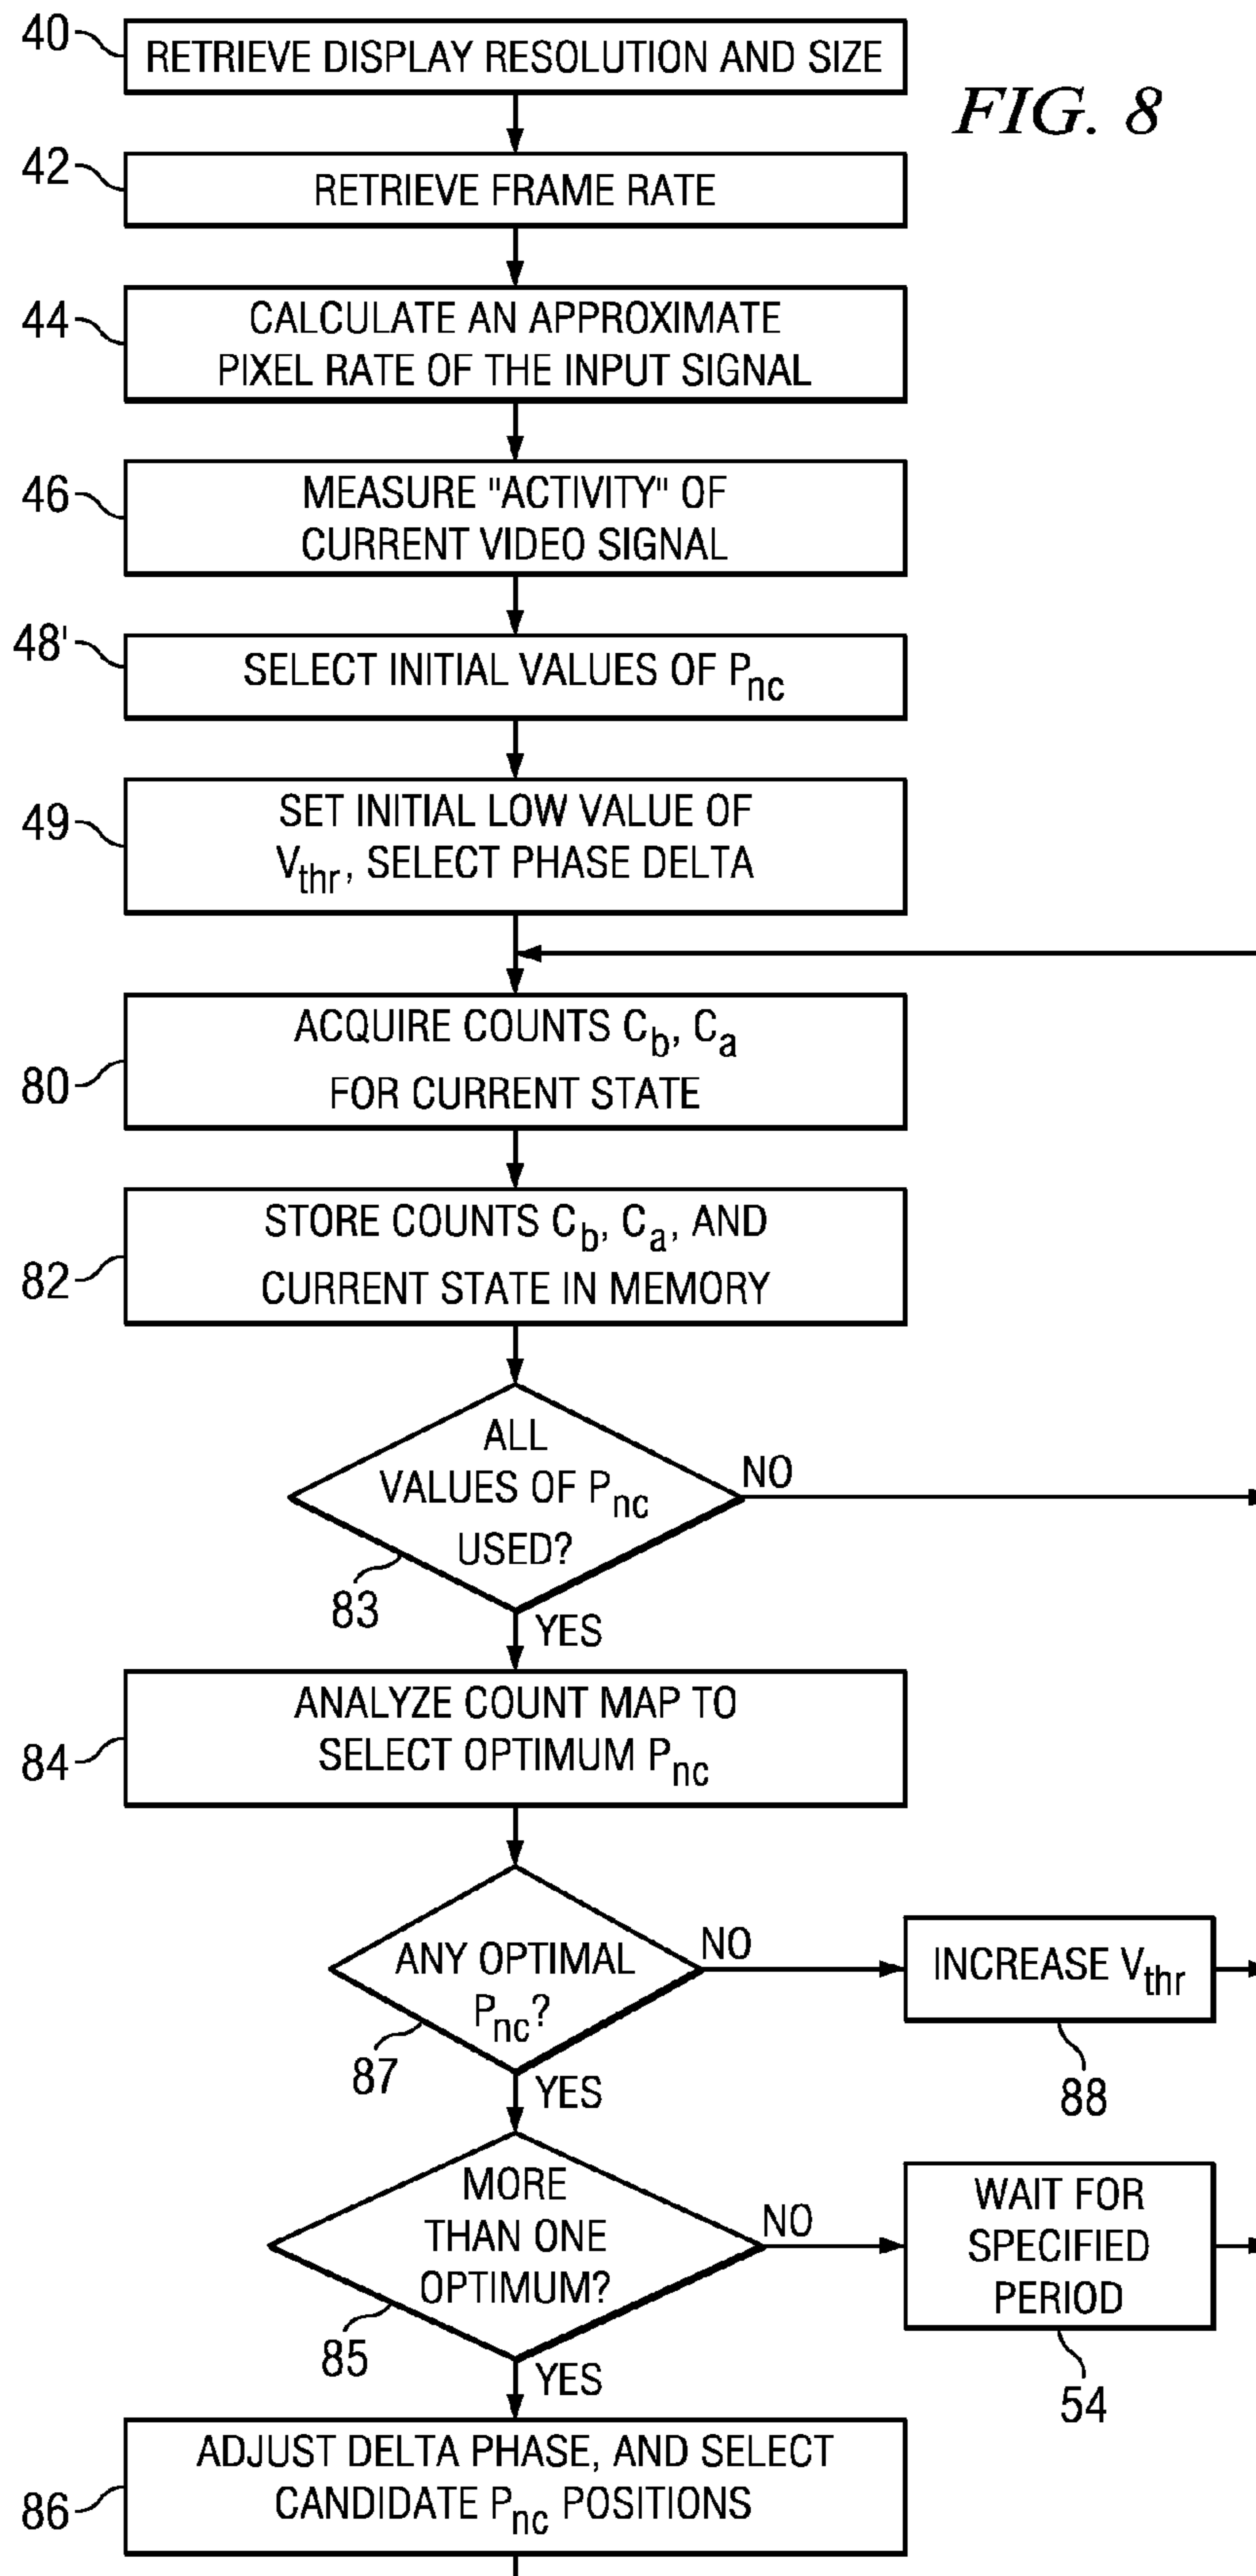 40
RETRIEVE DISPLAY RESOLUTION AND SIZE
FIG. 8
42
RETRIEVE FRAME RATE
44
CALCULATE AN APPROXIMATE
PIXEL RATE OF THE INPUT SIGNAL
46
MEASURE "ACTIVITY" OF
CURRENT VIDEO SIGNAL
48'
SELECT INITIAL VALUES OF Pnc
49
SET INITIAL LOW VALUE OF
Vthr, SELECT PHASE DELTA
80
ACQUIRE COUNTS Cb, Ca
FOR CURRENT STATE
82
STORE COUNTS Cb, Ca, AND
CURRENT STATE IN MEMORY
ALL
VALUES OF Pnc
USED?
NO
83
YES
84
ANALYZE COUNT MAP TO
SELECT OPTIMUM Pnc
ANY OPTIMAL
Pnc?
NO
INCREASE Vthr
87
88
YES
MORE
THAN ONE
OPTIMUM?
NO
WAIT FOR
SPECIFIED
PERIOD
85
54
YES
86
ADJUST DELTA PHASE, AND SELECT
CANDIDATE Pnc POSITIONS